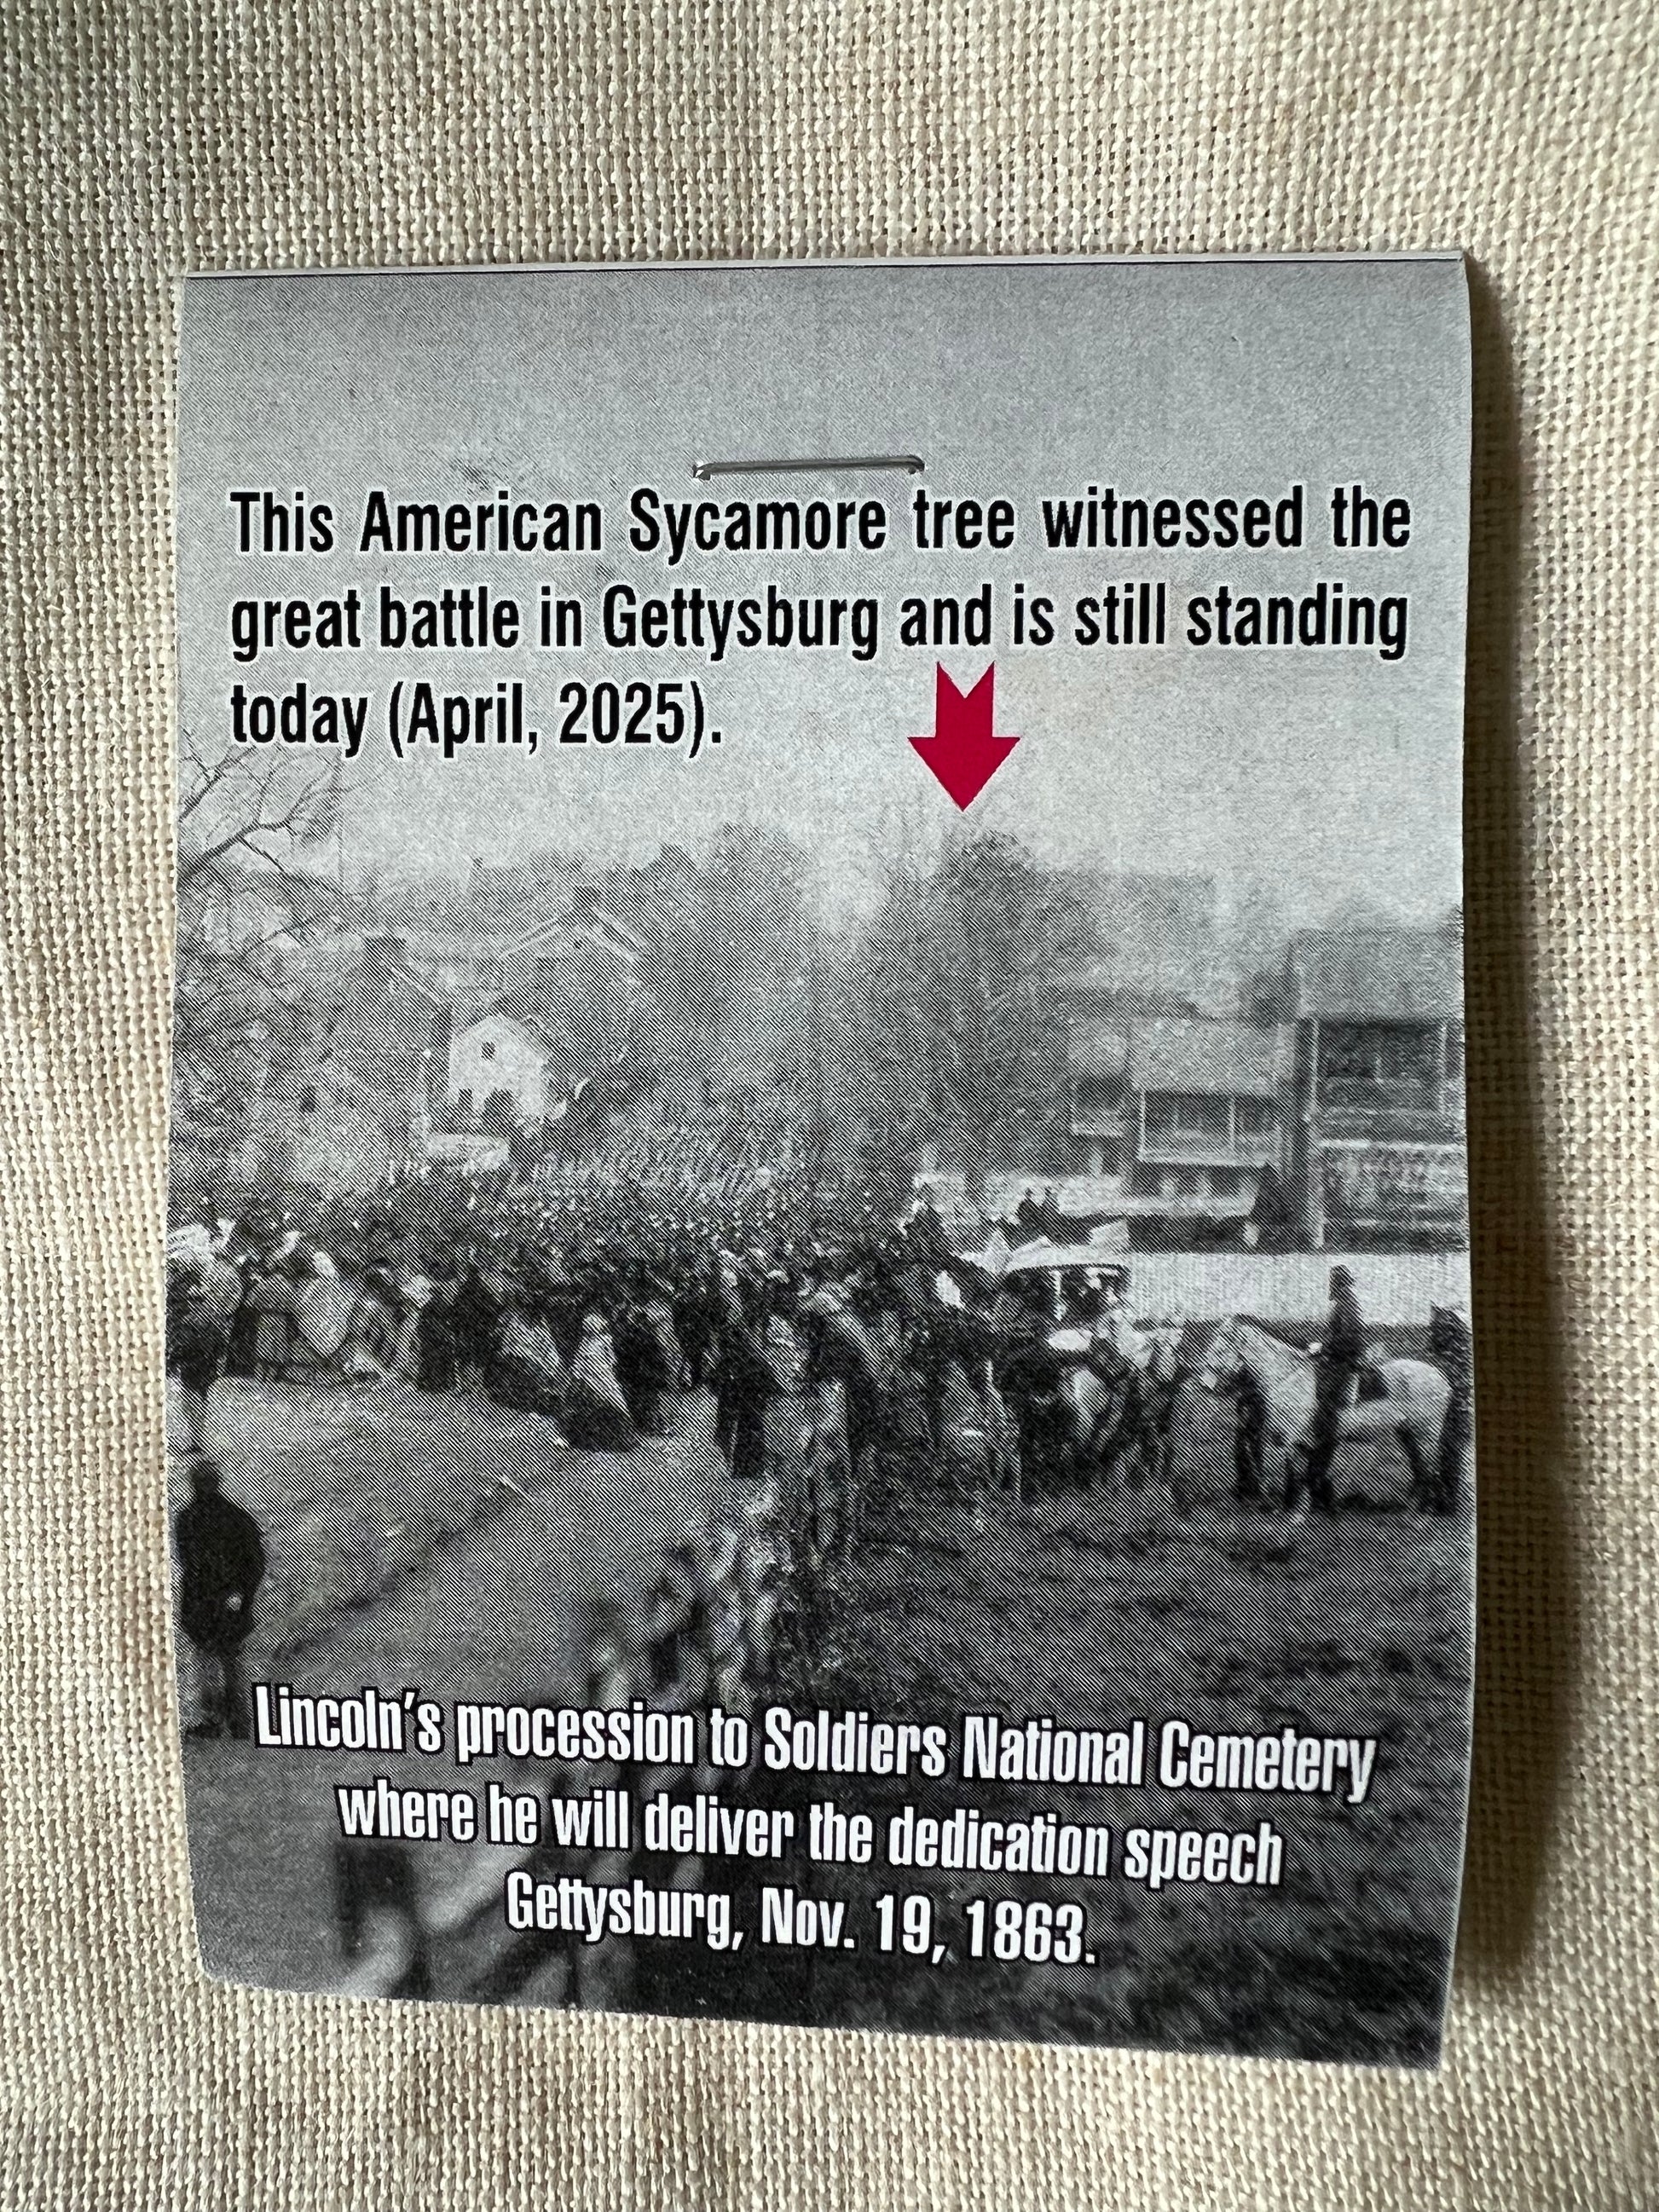 This American Sycamore tree witnessed the
great battle in Gettysburg and is still standing
today (April, 2025).
Lincoln's procession to Soldiers National Cemetery
where he will deliver the dedication speech
Gettysburg, Nov. 19, 1863.